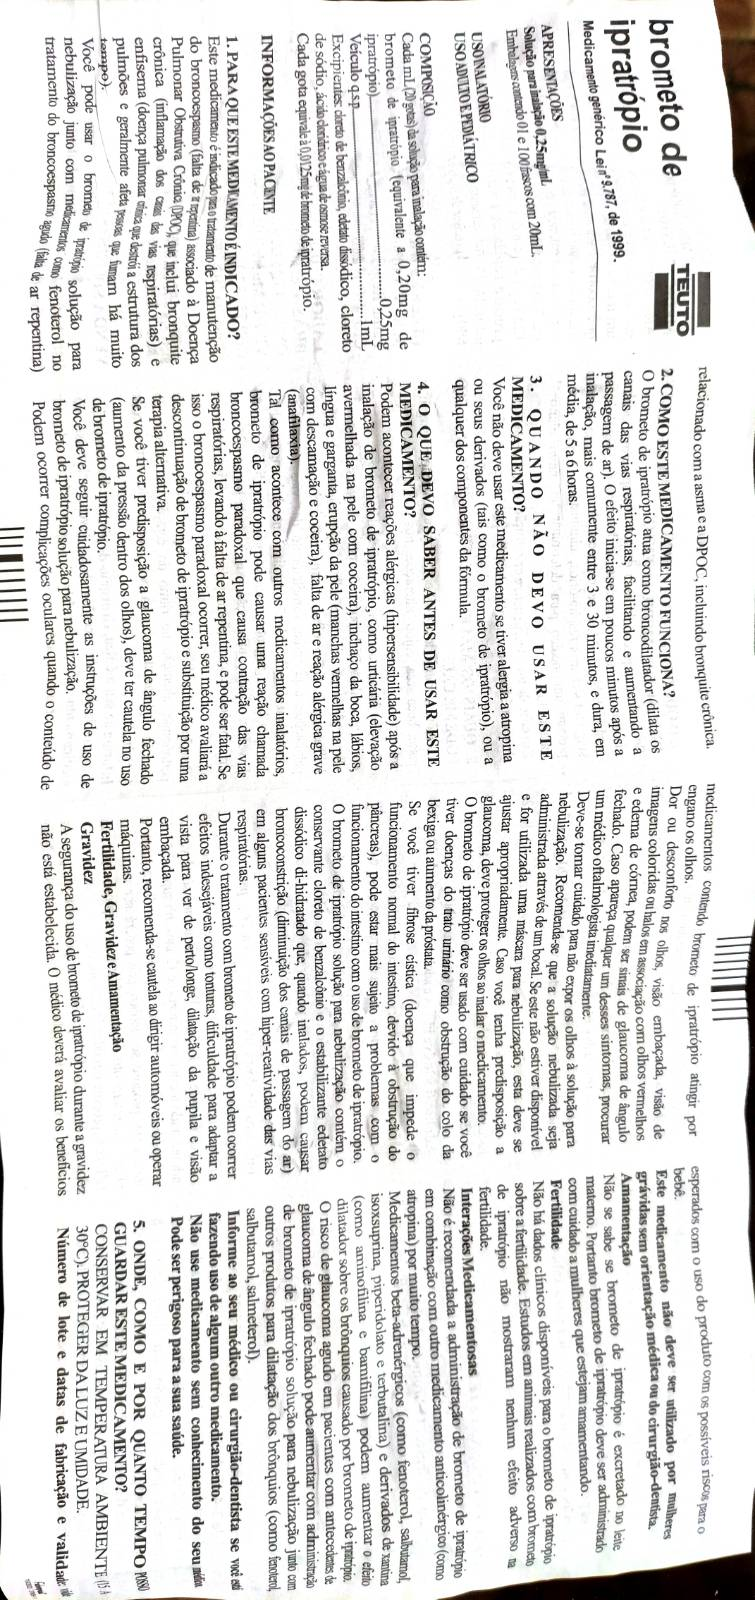 brometo de
ipratrópio
Medicamento genérico Lei nº 9.787, de 1999.
TEUTO
APRESENTAÇÕES
Solução para inalação 0,25mg/mL
Embalagens contendo 01 e 100 frascos com 20mL.
USO INALATÓRIO
USO ADULTO E PEDIÁTRICO
COMPOSIÇÃO
Cada mL (20 gotas) da solução para inalação contém:
brometo de ipratrópio (equivalente a 0,20mg de
ipratrópio)..............................0,25mg
Veículo q.s.p..............................1mL
Excipientes: cloreto de benzalcônio, edetato dissódico, cloreto
de sódio, ácido clorídrico e água de osmose reversa.
Cada gota equivale à 0,0125mg de brometo de ipratrópio.
INFORMAÇÕES AO PACIENTE
1. PARA QUE ESTE MEDICAMENTO É INDICADO?
Este medicamento é indicado para o tratamento de manutenção
do broncoespasmo (falta de ar repentina) associado à Doença
Pulmonar Obstrutiva Crônica (DPOC), que inclui bronquite
crônica (inflamação dos canais das vias respiratórias) e
enfisema (doença pulmonar crônica que destrói a estrutura dos
pulmões e geralmente afeta pessoas que fumam há muito
tempo).
Você pode usar o brometo de ipratrópio solução para
nebulização junto com medicamentos como fenoterol no
tratamento do broncoespasmo agudo (falta de ar repentina)
relacionado com a asma e a DPOC, incluindo bronquite crônica.
2. COMO ESTE MEDICAMENTO FUNCIONA?
O brometo de ipratrópio atua como broncodilatador (dilata os
canais das vias respiratórias, facilitando e aumentando a
passagem de ar). O efeito inicia-se em poucos minutos após a
inalação, mais comumente entre 3 e 30 minutos, e dura, em
média, de 5 a 6 horas.
3. QUANDO NÃO DEVO USAR ESTE
MEDICAMENTO?
Você não deve usar este medicamento se tiver alergia a atropina
ou seus derivados (tais como o brometo de ipratrópio), ou a
qualquer dos componentes da fórmula.
4. O QUE DEVO SABER ANTES DE USAR ESTE
MEDICAMENTO?
Podem acontecer reações alérgicas (hipersensibilidade) após a
inalação de brometo de ipratrópio, como urticária (elevação
avermelhada na pele com coceira), inchaço da boca, lábios,
língua e garganta, erupção da pele (manchas vermelhas na pele
com descamação e coceira), falta de ar e reação alérgica grave
(anafilaxia).
Tal como acontece com outros medicamentos inalatórios,
brometo de ipratrópio pode causar uma reação chamada
broncoespasmo paradoxal que causa contração das vias
respiratórias, levando à falta de ar repentina, e pode ser fatal. Se
isso o broncoespasmo paradoxal ocorrer, seu médico avaliará a
descontinuação de brometo de ipratrópio e substituição por uma
terapia alternativa.
Se você tiver predisposição a glaucoma de ângulo fechado
(aumento da pressão dentro dos olhos), deve ter cautela no uso
de brometo de ipratrópio.
Você deve seguir cuidadosamente as instruções de uso de
brometo de ipratrópio solução para nebulização.
Podem ocorrer complicações oculares quando o conteúdo de
medicamentos contendo brometo de ipratrópio atingir por
engano os olhos.
Dor ou desconforto nos olhos, visão embaçada, visão de
imagens coloridas ou halos em associação com olhos vermelhos
e edema de córnea, podem ser sinais de glaucoma de ângulo
fechado. Caso apareça qualquer um desses sintomas, procurar
um médico oftalmologista imediatamente.
Deve-se tomar cuidado para não expor os olhos à solução para
nebulização. Recomenda-se que a solução nebulizada seja
administrada através de um bocal. Se este não estiver disponível
e for utilizada uma máscara para nebulização, esta deve se
ajustar apropriadamente. Caso você tenha predisposição a
glaucoma, deve proteger os olhos ao inalar o medicamento.
O brometo de ipratrópio deve ser usado com cuidado se você
tiver doenças do trato urinário como obstrução do colo da
bexiga ou aumento da próstata.
Se você tiver fibrose cística (doença que impede o
funcionamento normal do intestino, devido à obstrução do
pâncreas), pode estar mais sujeito a problemas com o
funcionamento do intestino com o uso de brometo de ipratrópio.
O brometo de ipratrópio solução para nebulização contém o
conservante cloreto de benzalcônio e o estabilizante edetato
dissódico di-hidratado que, quando inalados, podem causar
broncoconstrição (diminuição dos canais de passagem do ar)
em alguns pacientes sensíveis com hiper-reatividade das vias
respiratórias.
Durante o tratamento com brometo de ipratrópio podem ocorrer
efeitos indesejáveis como tonturas, dificuldade para adaptar a
vista para ver de perto/longe, dilatação da pupila e visão
embaçada.
Portanto, recomenda-se cautela ao dirigir automóveis ou operar
máquinas.
Fertilidade, Gravidez e Amamentação
Gravidez
A segurança do uso de brometo de ipratrópio durante a gravidez
não está estabelecida. O médico deverá avaliar os benefícios
esperados com o uso do produto com os possíveis riscos para o
bebê.
Este medicamento não deve ser utilizado por mulheres
grávidas sem orientação médica ou do cirurgião-dentista.
Amamentação
Não se sabe se brometo de ipratrópio é excretado no leite
materno. Portanto brometo de ipratrópio deve ser administrado
com cuidado a mulheres que estejam amamentando.
Fertilidade
Não há dados clínicos disponíveis para o brometo de ipratrópio
sobre a fertilidade. Estudos em animais realizados com brometo
de ipratrópio não mostraram nenhum efeito adverso na
fertilidade.
Interações Medicamentosas
Não é recomendada a administração de brometo de ipratrópio
em combinação com outro medicamento anticolinérgico (como
atropina) por muito tempo.
Medicamentos beta-adrenérgicos (como fenoterol, salbutamol,
isoxsuprina, piperidolato e terbutalina) e derivados de xantina
(como aminofilina e bamifilina) podem aumentar o efeito
dilatador sobre os brônquios causado por brometo de ipratrópio.
O risco de glaucoma agudo em pacientes com antecedentes de
glaucoma de ângulo fechado pode aumentar com administração
de brometo de ipratrópio solução para nebulização junto com
outros produtos para dilatação dos brônquios (como fenoterol,
salbutamol, salmeterol).
Informe ao seu médico ou cirurgião-dentista se você está
fazendo uso de algum outro medicamento.
Não use medicamento sem conhecimento do seu médico.
Pode ser perigoso para a sua saúde.
5. ONDE, COMO E POR QUANTO TEMPO POSSO
GUARDAR ESTE MEDICAMENTO?
CONSERVAR EM TEMPERATURA AMBIENTE (15 A
30ºC). PROTEGER DA LUZ E UMIDADE.
Número de lote e datas de fabricação e validade: vide